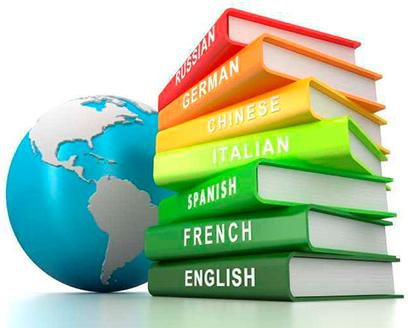 RUSSIAN
GERMAN
CHINESE
ITALIAN
SPANISH
FRENCH
ENGLISH